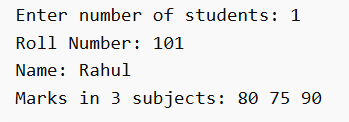 Enter number of students: 1
Roll Number: 101
Name: Rahul
Marks in 3 subjects: 80 75 90